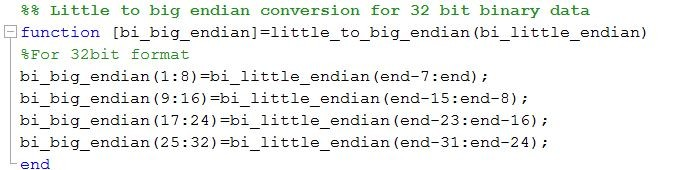 %% Little to big endian conversion for 32 bit binary data
function [bi_big_endian]=little_to_big_endian(bi_little_endian)
%For 32bit format
bi_big_endian(1:8)=bi_little_endian(end-7:end);
bi_big_endian(9:16)=bi_little_endian(end-15:end-8);
bi_big_endian(17:24)=bi_little_endian(end-23:end-16);
bi_big_endian(25:32)=bi_little_endian(end-31:end-24);
end